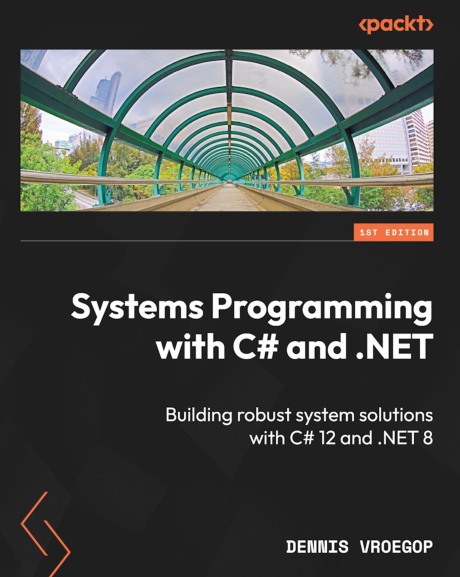 <packt>
1ST EDITION
Systems Programming
with C# and .NET
Building robust system solutions
with C# 12 and .NET 8
DENNIS VROEGOP